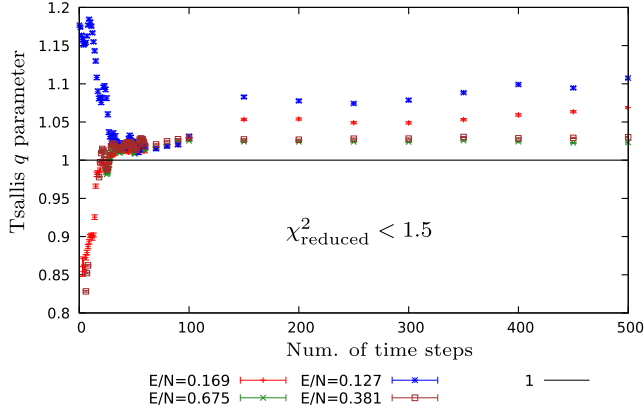 1.2
1.15
1.1
1.05
1
0.95
0.9
0.85
0.8
Tsallis q parameter
χ²reduced < 1.5
0 100 200 300 400 500
Num. of time steps
E/N=0.169 E/N=0.127 1
E/N=0.675 E/N=0.381